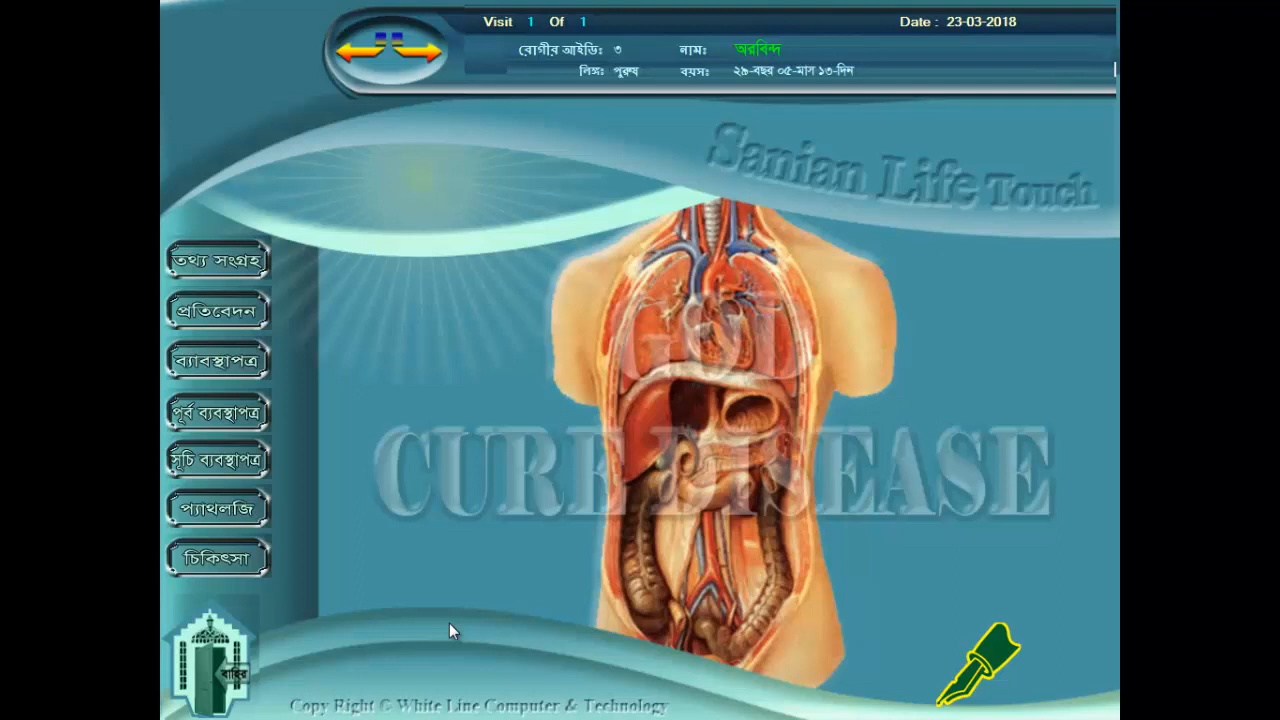 Visit 1 Of 1 Date : 23-03-2018
রোগীর আইডিঃ ৩ নামঃ অরবিন্দ
লিঙ্গঃ পুরুষ বয়সঃ ২৯-বছর ০৫-মাস ১৩-দিন
Sanian Life Touch
তথ্য সংগ্রহ
প্রতিবেদন
ব্যাবস্থাপত্র
পূর্ব ব্যবস্থাপত্র
সূচি ব্যবস্থাপত্র
প্যাথলজি
চিকিৎসা
GOD
CURE DISEASE
বাহির
Copy Right © White Line Computer & Technology